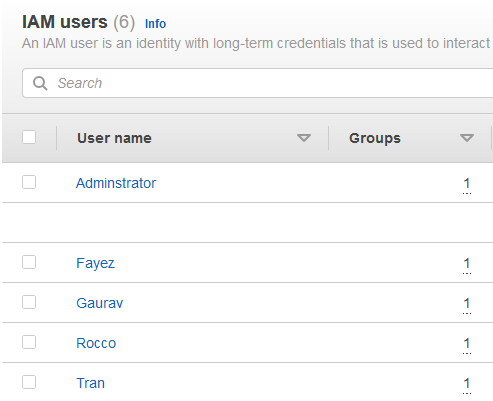 IAM users (6) Info
An IAM user is an identity with long-term credentials that is used to interact
Search
User name Groups
Adminstrator 1
Fayez 1
Gaurav 1
Rocco 1
Tran 1